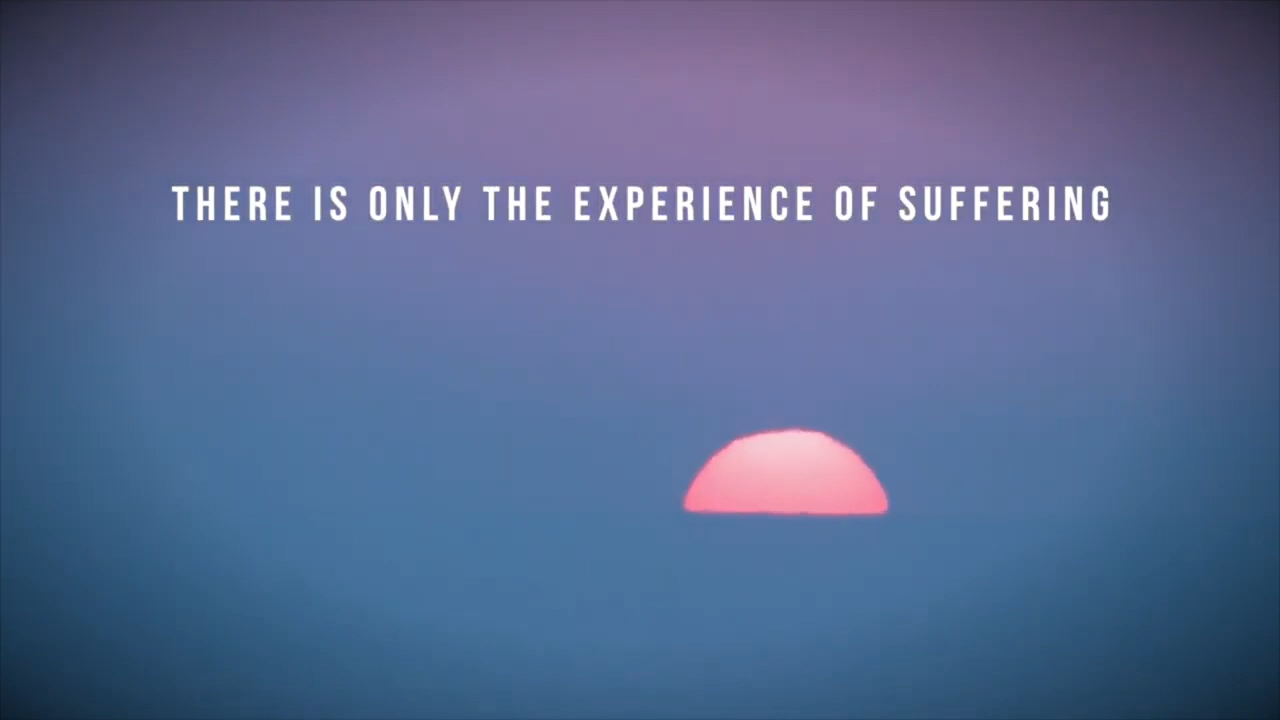 THERE IS ONLY THE EXPERIENCE OF SUFFERING